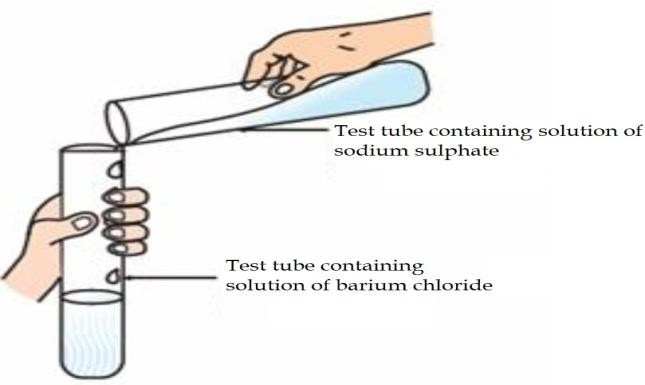 Test tube containing solution of
sodium sulphate
Test tube containing
solution of barium chloride